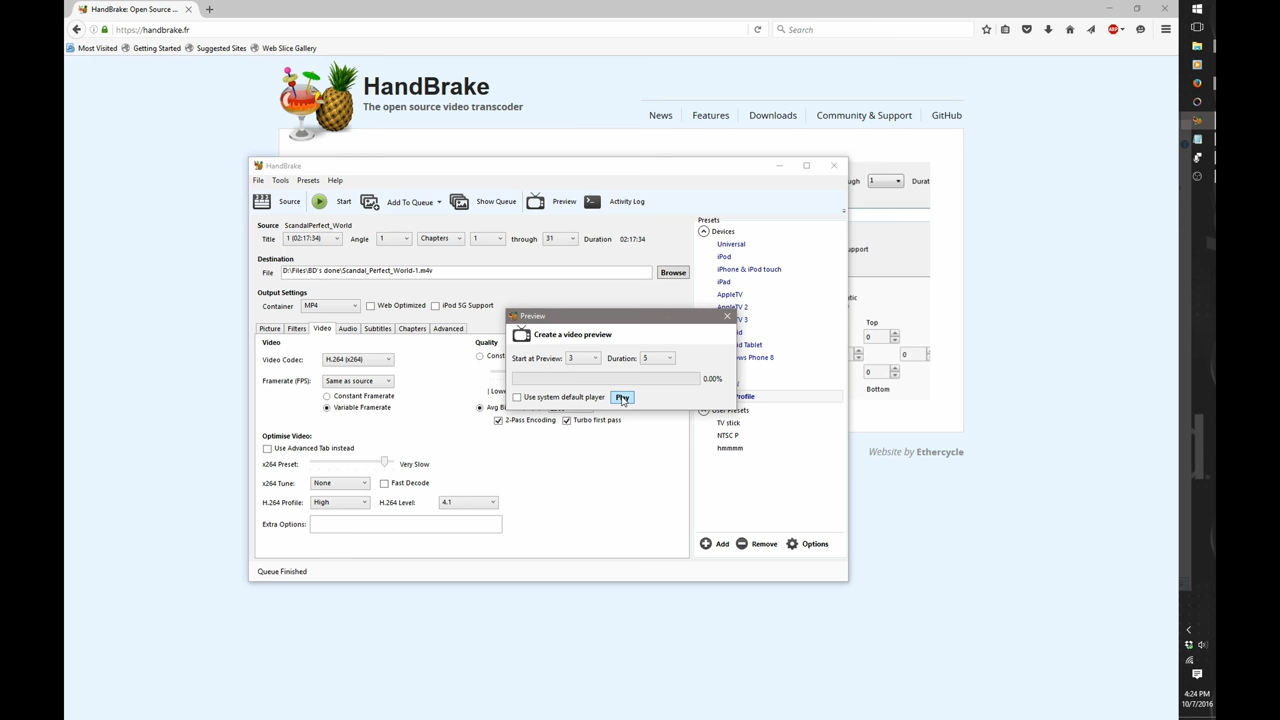 HandBrake: Open Source ...
https://handbrake.fr
Search
Most Visited Getting Started Suggested Sites Web Slice Gallery
HandBrake
The open source video transcoder
News Features Downloads Community & Support GitHub
HandBrake
File Tools Presets Help
Source Start Add To Queue Show Queue Preview Activity Log
Source ScandalPerfect_World
Title 1 (02:17:34) Angle 1 Chapters 1 through 31 Duration 02:17:34
Destination
File D:\Files\BD's done\Scandal_Perfect_World-1.m4v Browse
Output Settings
Container MP4 Web Optimized iPod 5G Support
Picture Filters Video Audio Subtitles Chapters Advanced
Video
Video Codec: H.264 (x264)
Framerate (FPS): Same as source
Constant Framerate
Variable Framerate
Quality
2-Pass Encoding Turbo first pass
Optimise Video:
Use Advanced Tab instead
x264 Preset: Very Slow
x264 Tune: None Fast Decode
H.264 Profile: High H.264 Level: 4.1
Extra Options:
Queue Finished
Preview
Create a video preview
Start at Preview: 3 Duration: 5
0.00%
Use system default player Play
Presets
Devices
Universal
iPod
iPhone & iPod touch
iPad
AppleTV
AppleTV 2
TV stick
NTSC P
hmmmm
Add Remove Options
1
Top
0
0
0
Bottom
Website by Ethercycle
4:24 PM
10/7/2016